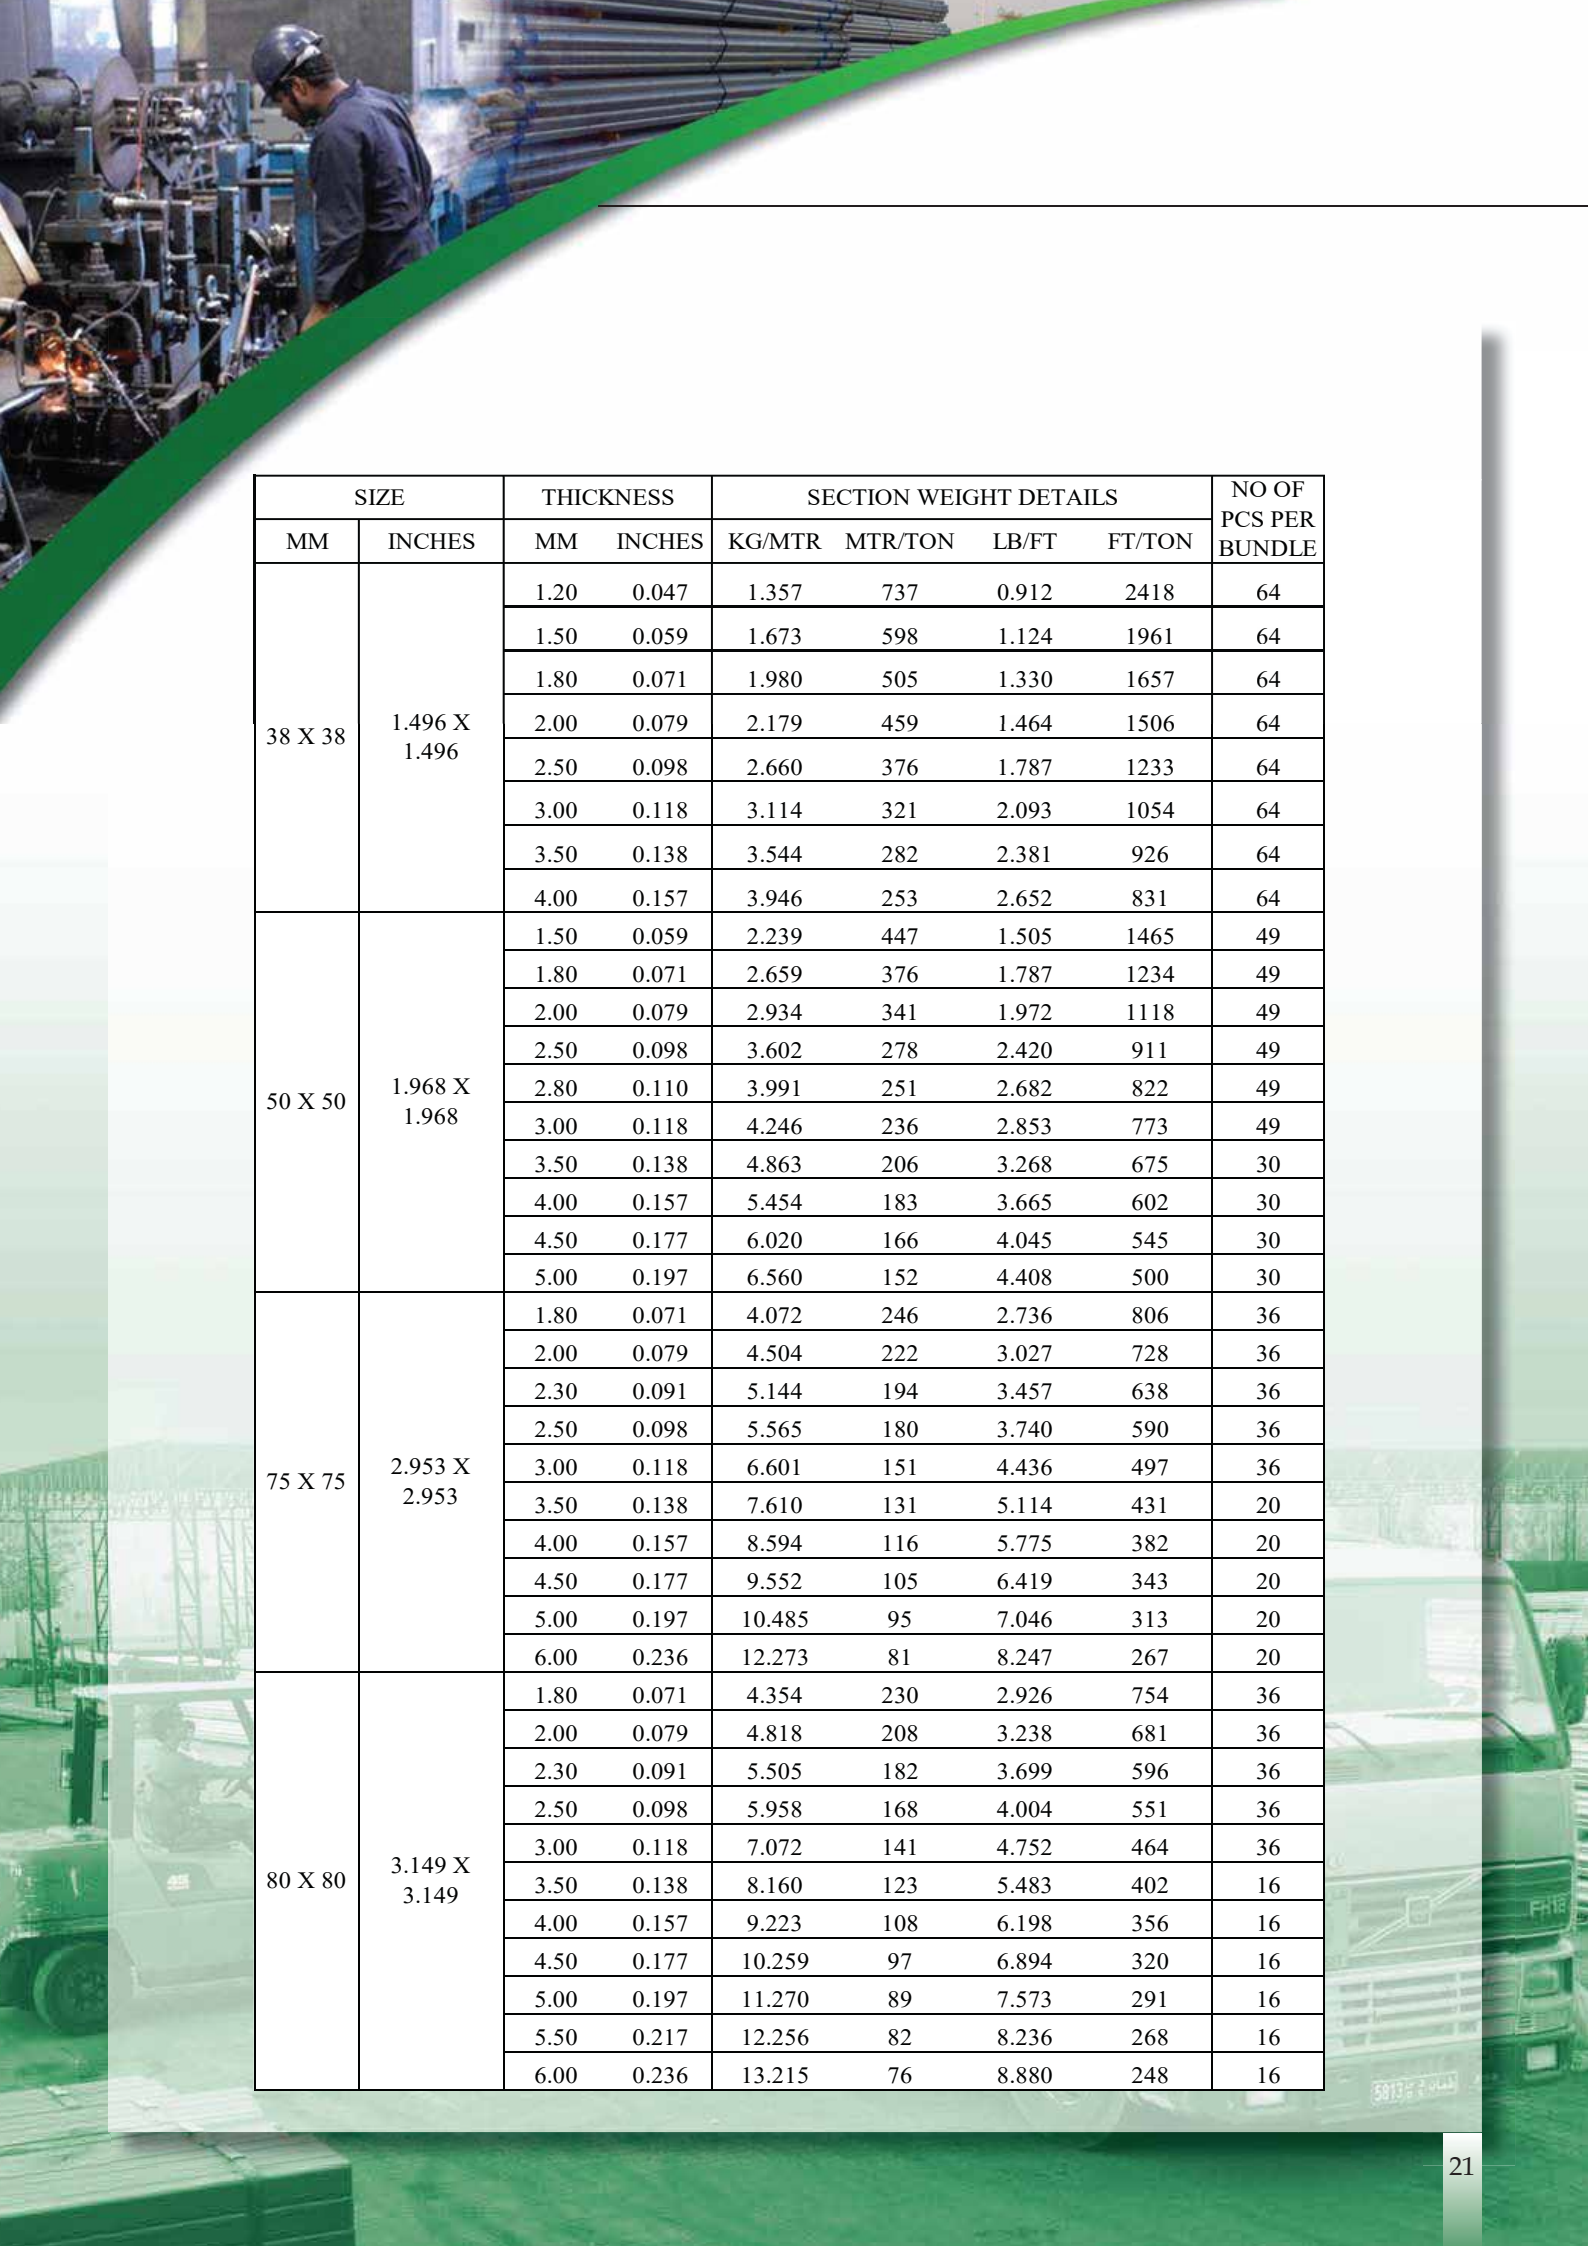 SIZE THICKNESS SECTION WEIGHT DETAILS NO OF PCS PER BUNDLE
MM INCHES MM INCHES KG/MTR MTR/TON LB/FT FT/TON
38 X 38 1.496 X 1.496
1.20 0.047 1.357 737 0.912 2418 64
1.50 0.059 1.673 598 1.124 1961 64
1.80 0.071 1.980 505 1.330 1657 64
2.00 0.079 2.179 459 1.464 1506 64
2.50 0.098 2.660 376 1.787 1233 64
3.00 0.118 3.114 321 2.093 1054 64
3.50 0.138 3.544 282 2.381 926 64
4.00 0.157 3.946 253 2.652 831 64
50 X 50 1.968 X 1.968
1.50 0.059 2.239 447 1.505 1465 49
1.80 0.071 2.659 376 1.787 1234 49
2.00 0.079 2.934 341 1.972 1118 49
2.50 0.098 3.602 278 2.420 911 49
2.80 0.110 3.991 251 2.682 822 49
3.00 0.118 4.246 236 2.853 773 49
3.50 0.138 4.863 206 3.268 675 30
4.00 0.157 5.454 183 3.665 602 30
4.50 0.177 6.020 166 4.045 545 30
5.00 0.197 6.560 152 4.408 500 30
75 X 75 2.953 X 2.953
1.80 0.071 4.072 246 2.736 806 36
2.00 0.079 4.504 222 3.027 728 36
2.30 0.091 5.144 194 3.457 638 36
2.50 0.098 5.565 180 3.740 590 36
3.00 0.118 6.601 151 4.436 497 36
3.50 0.138 7.610 131 5.114 431 20
4.00 0.157 8.594 116 5.775 382 20
4.50 0.177 9.552 105 6.419 343 20
5.00 0.197 10.485 95 7.046 313 20
6.00 0.236 12.273 81 8.247 267 20
80 X 80 3.149 X 3.149
1.80 0.071 4.354 230 2.926 754 36
2.00 0.079 4.818 208 3.238 681 36
2.30 0.091 5.505 182 3.699 596 36
2.50 0.098 5.958 168 4.004 551 36
3.00 0.118 7.072 141 4.752 464 36
3.50 0.138 8.160 123 5.483 402 16
4.00 0.157 9.223 108 6.198 356 16
4.50 0.177 10.259 97 6.894 320 16
5.00 0.197 11.270 89 7.573 291 16
5.50 0.217 12.256 82 8.236 268 16
6.00 0.236 13.215 76 8.880 248 16
21